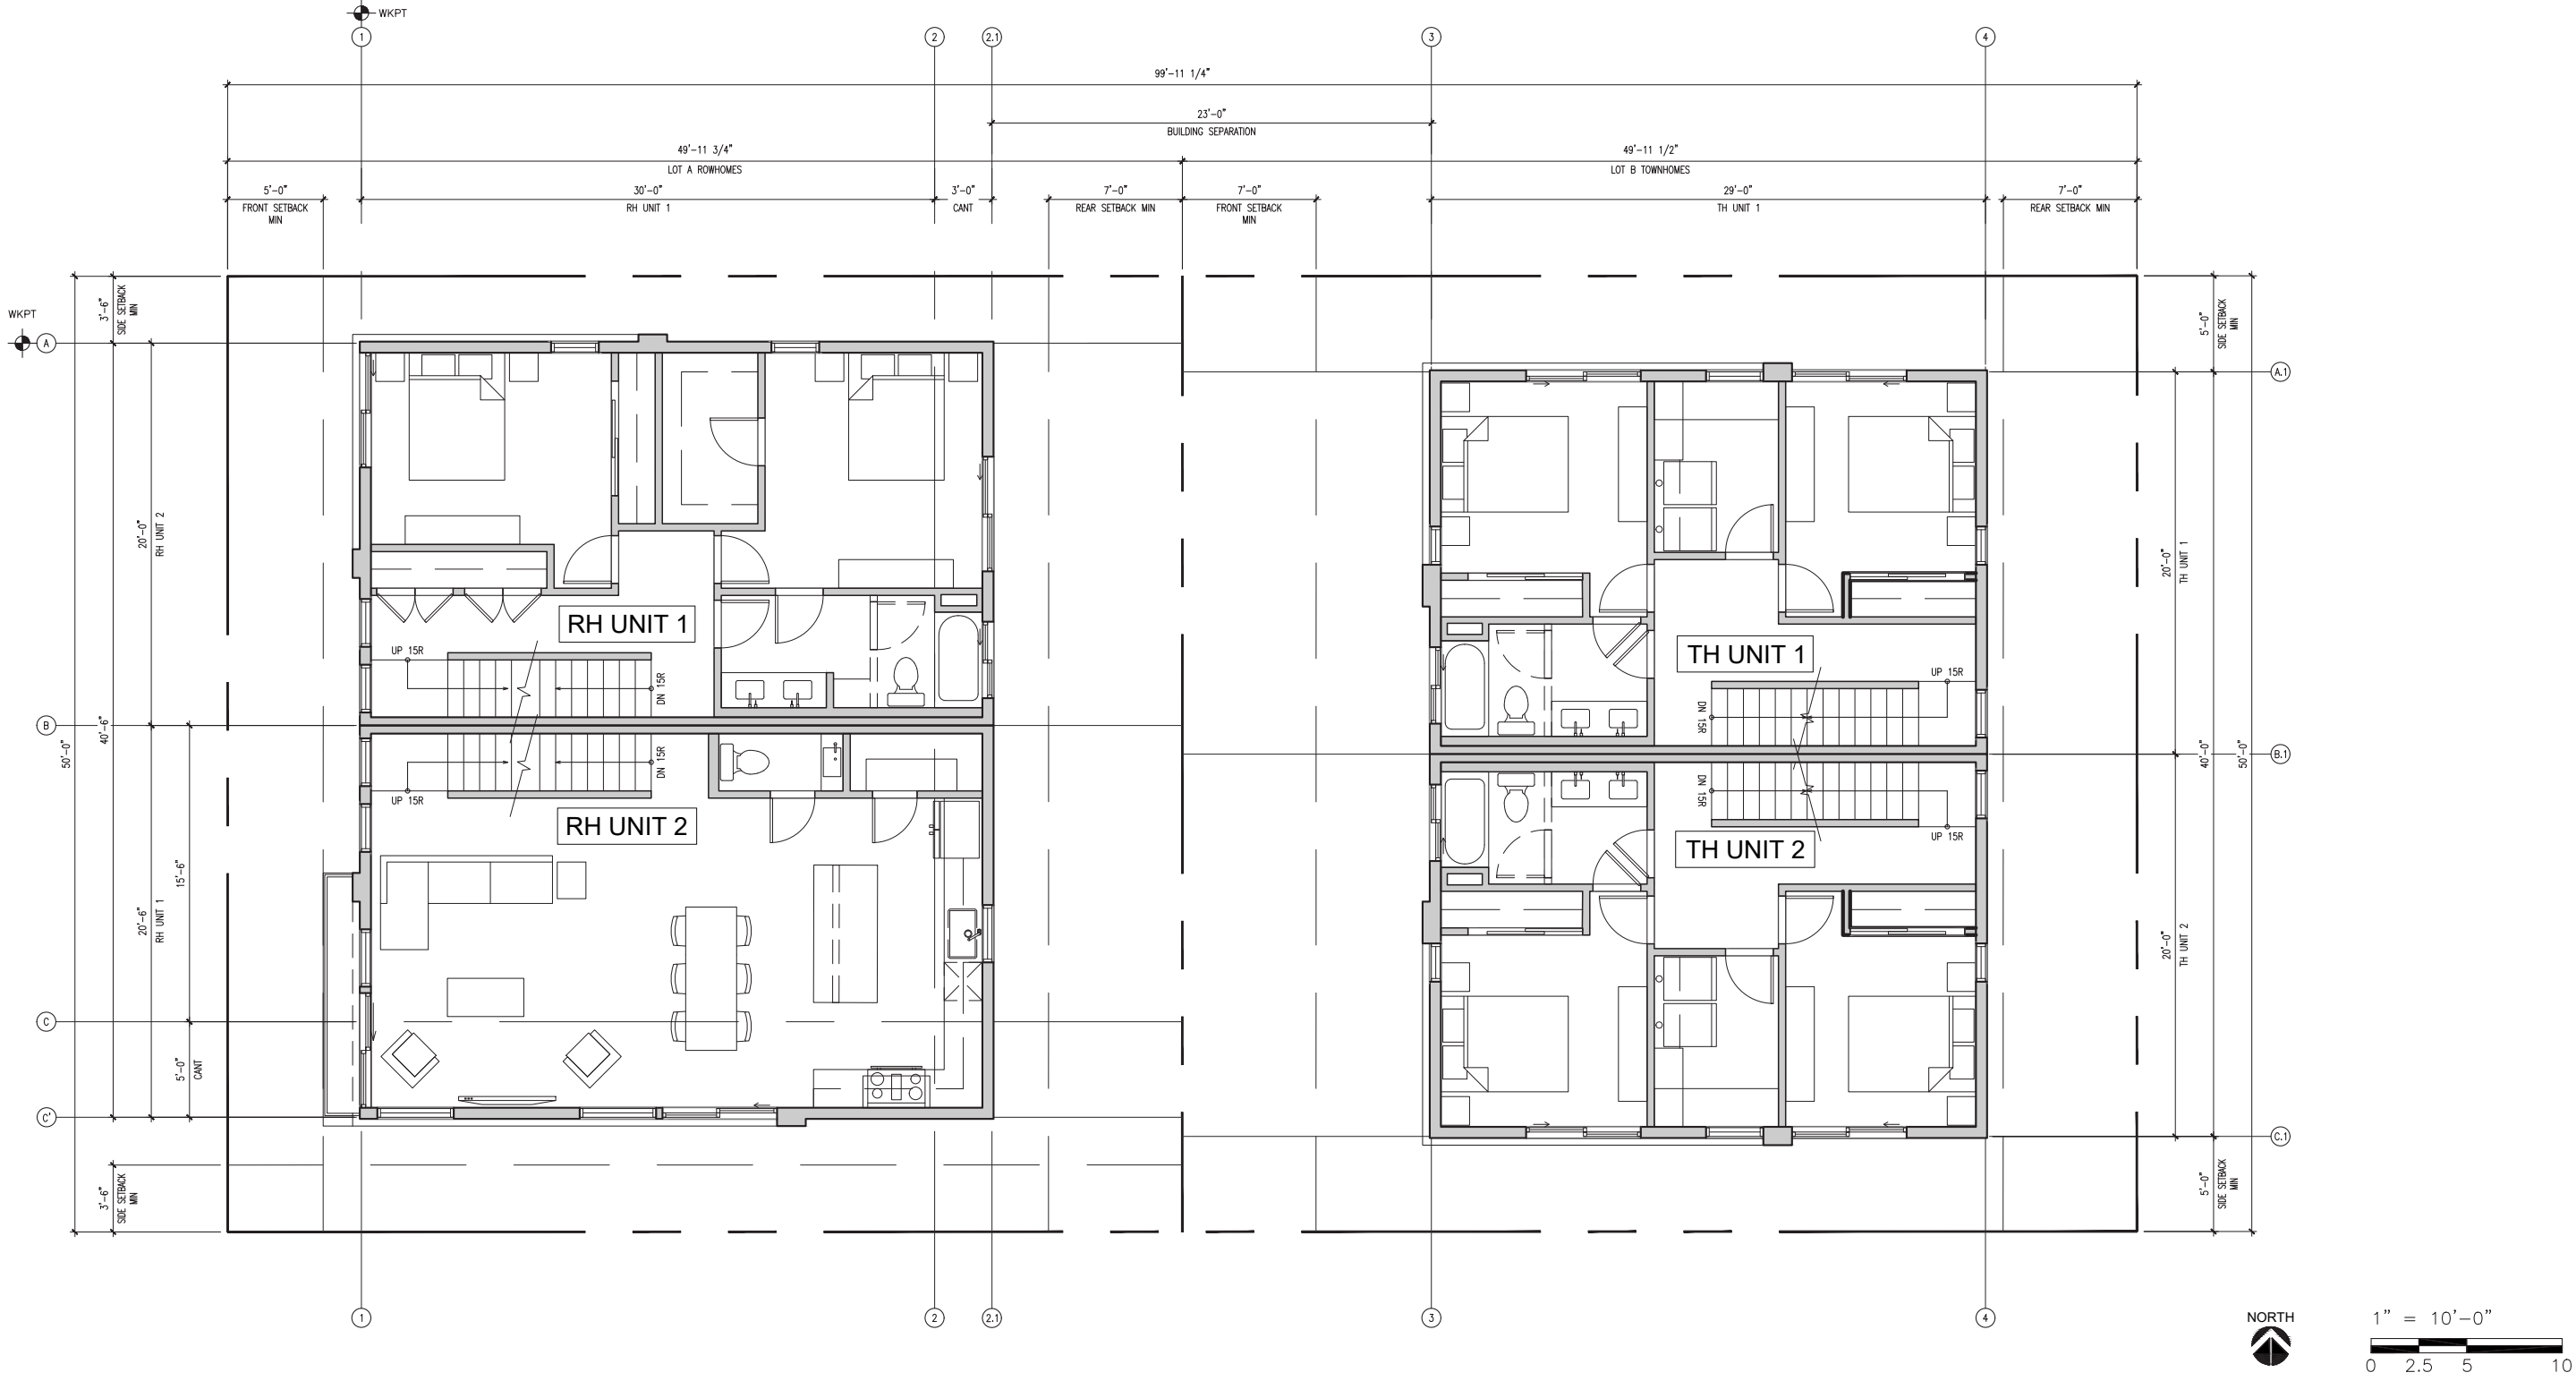 WKPT
1
2
2.1
3
4
99'-11 1/4"
23'-0"
BUILDING SEPARATION
49'-11 3/4"
LOT A ROWHOMES
49'-11 1/2"
LOT B TOWNHOMES
5'-0"
FRONT SETBACK
MIN
30'-0"
RH UNIT 1
3'-0"
CANT
7'-0"
REAR SETBACK MIN
7'-0"
FRONT SETBACK
MIN
29'-0"
TH UNIT 1
7'-0"
REAR SETBACK MIN
3'-6"
SIDE SETBACK
MIN
5'-0"
SIDE SETBACK
MIN
WKPT
A
A.1
20'-0"
RH UNIT 2
20'-0"
TH UNIT 1
RH UNIT 1
UP 15R
DN 15R
TH UNIT 1
UP 15R
DN 15R
B
40'-6"
50'-0"
B.1
40'-0"
50'-0"
DN 15R
UP 15R
RH UNIT 2
DN 15R
UP 15R
TH UNIT 2
15'-6"
20'-6"
RH UNIT 1
20'-0"
TH UNIT 2
C
5'-0"
CANT
C'
C.1
3'-6"
SIDE SETBACK
MIN
5'-0"
SIDE SETBACK
MIN
1
2
2.1
3
4
NORTH
1" = 10'-0"
0 2.5 5 10